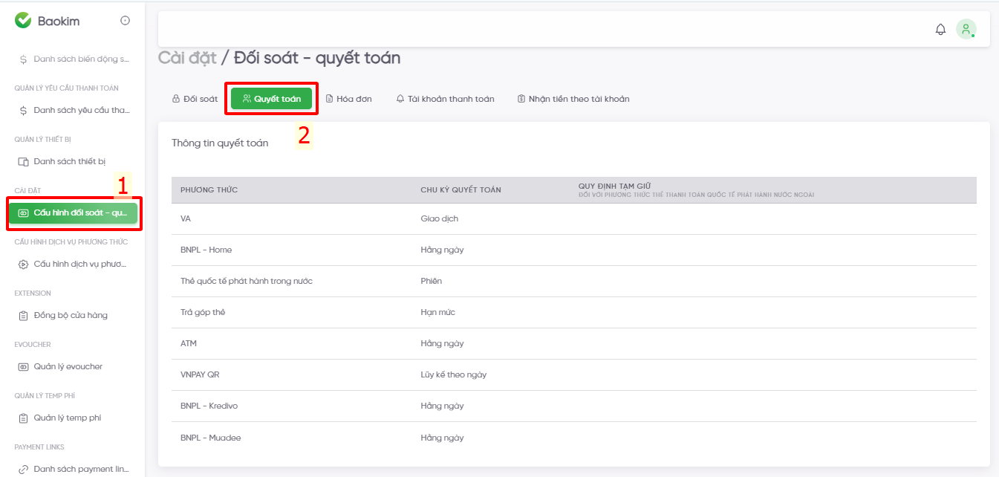 Baokim
Danh sách biến động s...
QUẢN LÝ YÊU CẦU THANH TOÁN
Danh sách yêu cầu tha...
QUẢN LÝ THIẾT BỊ
Danh sách thiết bị
1
CÀI ĐẶT
Cấu hình đối soát - qu...
CẤU HÌNH DỊCH VỤ PHƯƠNG THỨC
Cấu hình dịch vụ phươ...
EXTENSION
Đồng bộ cửa hàng
EVOUCHER
Quản lý evoucher
QUẢN LÝ TEMP PHÍ
Quản lý temp phí
PAYMENT LINKS
Danh sách payment lin...
Cài đặt / Đối soát - quyết toán
Đối soát Quyết toán Hóa đơn Tài khoản thanh toán Nhận tiền theo tài khoản
2
Thông tin quyết toán
PHƯƠNG THỨC CHU KỲ QUYẾT TOÁN QUY ĐỊNH TẠM GIỮ
ĐỐI VỚI PHƯƠNG THỨC THẺ THANH TOÁN QUỐC TẾ PHÁT HÀNH NƯỚC NGOÀI
VA Giao dịch
BNPL - Home Hằng ngày
Thẻ quốc tế phát hành trong nước Phiên
Trả góp thẻ Hạn mức
ATM Hằng ngày
VNPAY QR Lũy kế theo ngày
BNPL - Kredivo Hằng ngày
BNPL - Muadee Hằng ngày